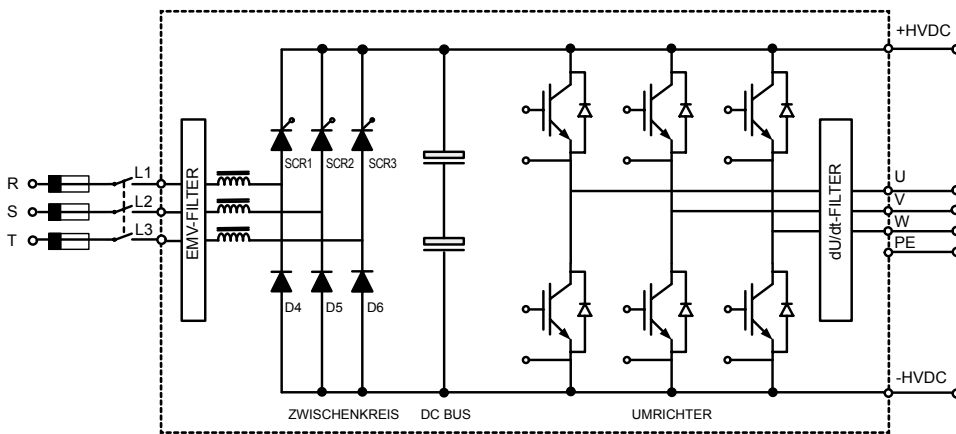 +HVDC
SCR1
SCR2
SCR3
R
L1
S
L2
T
L3
EMV-FILTER
dU/dt-FILTER
U
V
W
PE
D4
D5
D6
-HVDC
ZWISCHENKREIS
DC BUS
UMRICHTER